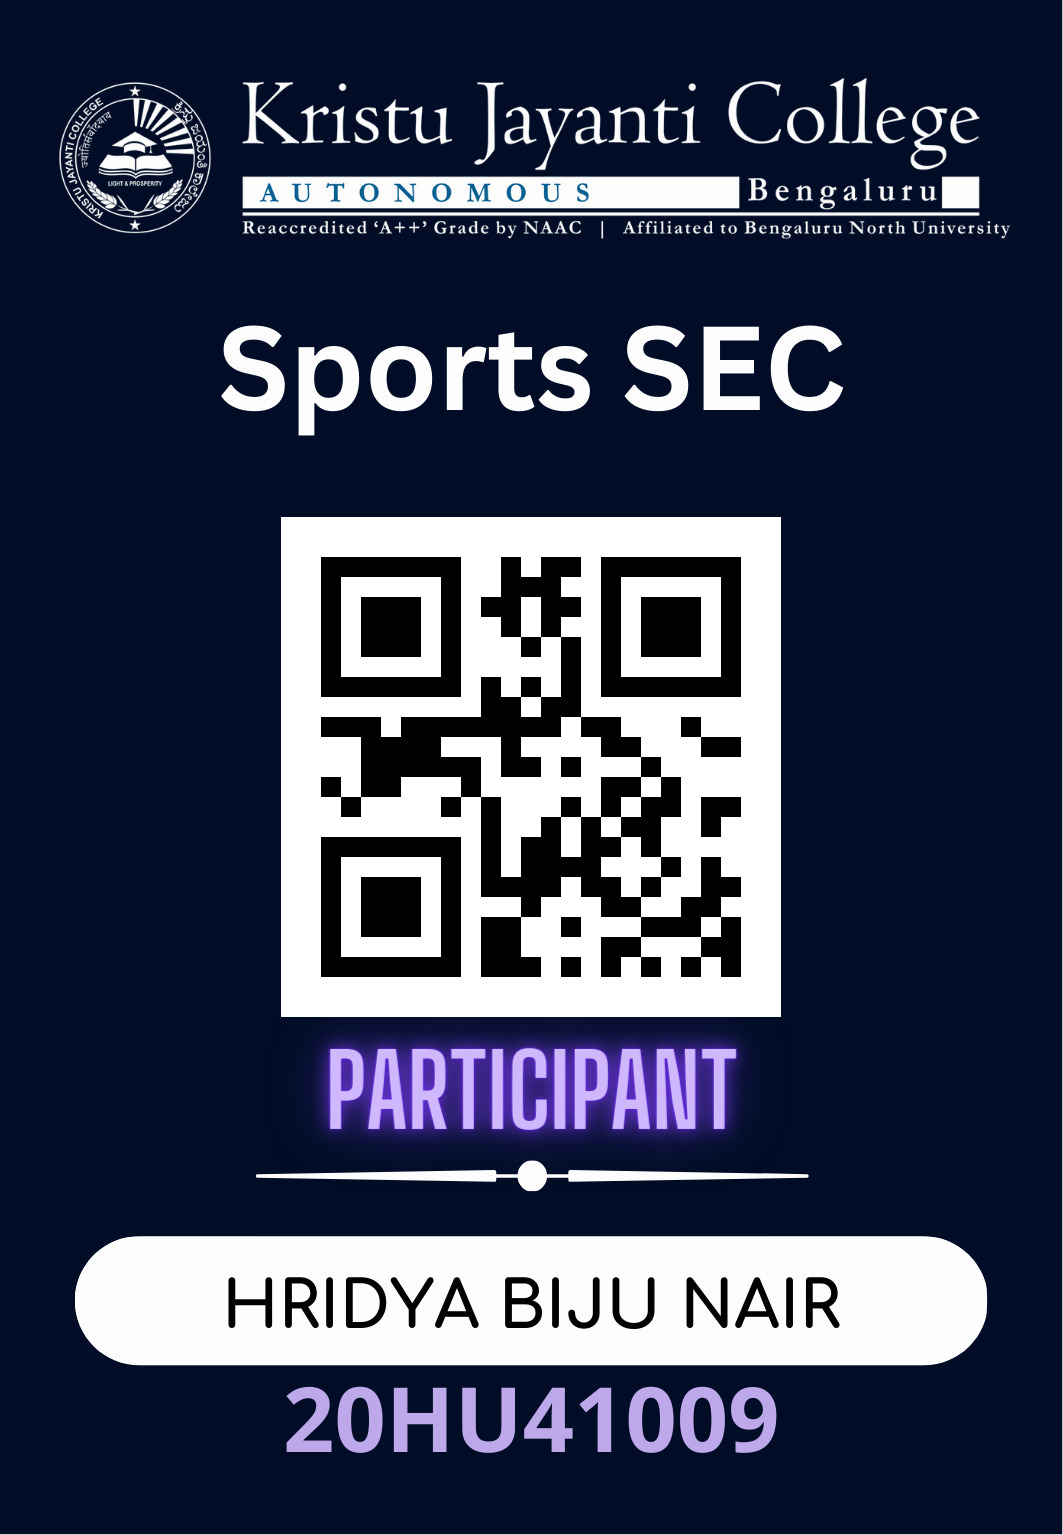 Kristu Jayanti College
AUTONOMOUS Bengaluru
Reaccredited ‘A++’ Grade by NAAC | Affiliated to Bengaluru North University
KRISTU JAYANTI COLLEGE
LIGHT & PROSPERITY
Sports SEC
PARTICIPANT
HRIDYA BIJU NAIR
20HU41009